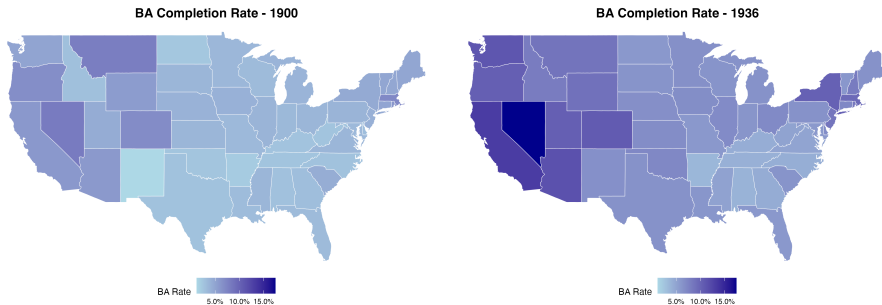 BA Completion Rate - 1900
BA Rate
5.0% 10.0% 15.0%
BA Completion Rate - 1936
BA Rate
5.0% 10.0% 15.0%